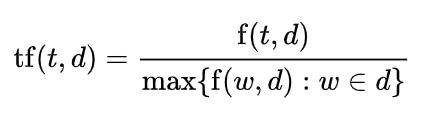 tf(t, d) = f(t, d) / max{f(w, d) : w ∈ d}